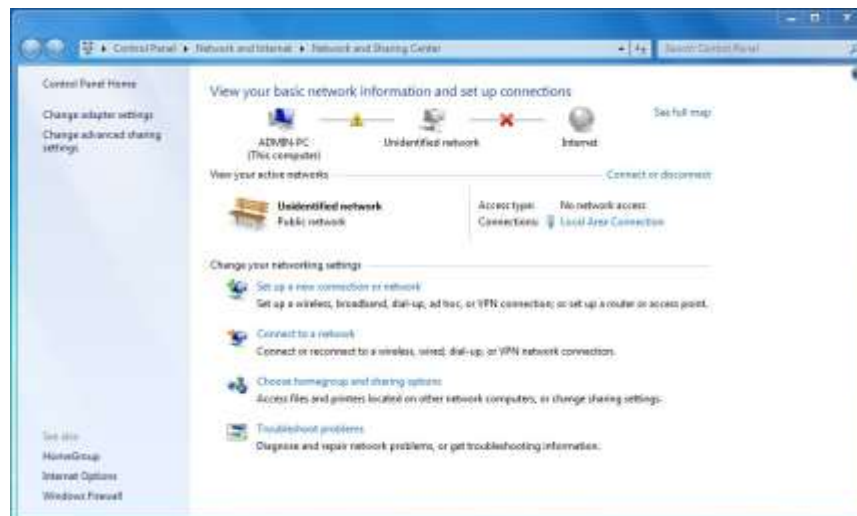 Control Panel ▸ Network and Internet ▸ Network and Sharing Center
Search Control Panel
Control Panel Home
Change adapter settings
Change advanced sharing
settings
View your basic network information and set up connections
See full map
ADMIN-PC
(This computer)
Unidentified network
Internet
View your active networks
Connect or disconnect
Unidentified network
Public network
Access type: No network access
Connections: Local Area Connection
Change your networking settings
Set up a new connection or network
Set up a wireless, broadband, dial-up, ad hoc, or VPN connection; or set up a router or access point.
Connect to a network
Connect or reconnect to a wireless, wired, dial-up, or VPN network connection.
Choose homegroup and sharing options
Access files and printers located on other network computers, or change sharing settings.
Troubleshoot problems
Diagnose and repair network problems, or get troubleshooting information.
See also
HomeGroup
Internet Options
Windows Firewall